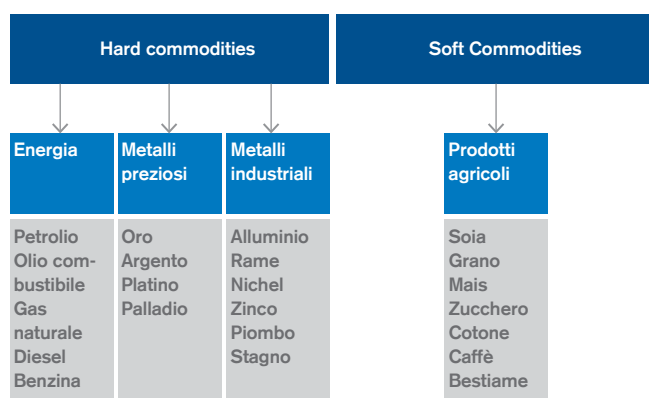 Hard commodities
Soft Commodities
Energia
Metalli
preziosi
Metalli
industriali
Prodotti
agricoli
Petrolio
Olio com-
bustibile
Gas
naturale
Diesel
Benzina
Oro
Argento
Platino
Palladio
Alluminio
Rame
Nichel
Zinco
Piombo
Stagno
Soia
Grano
Mais
Zucchero
Cotone
Caffè
Bestiame